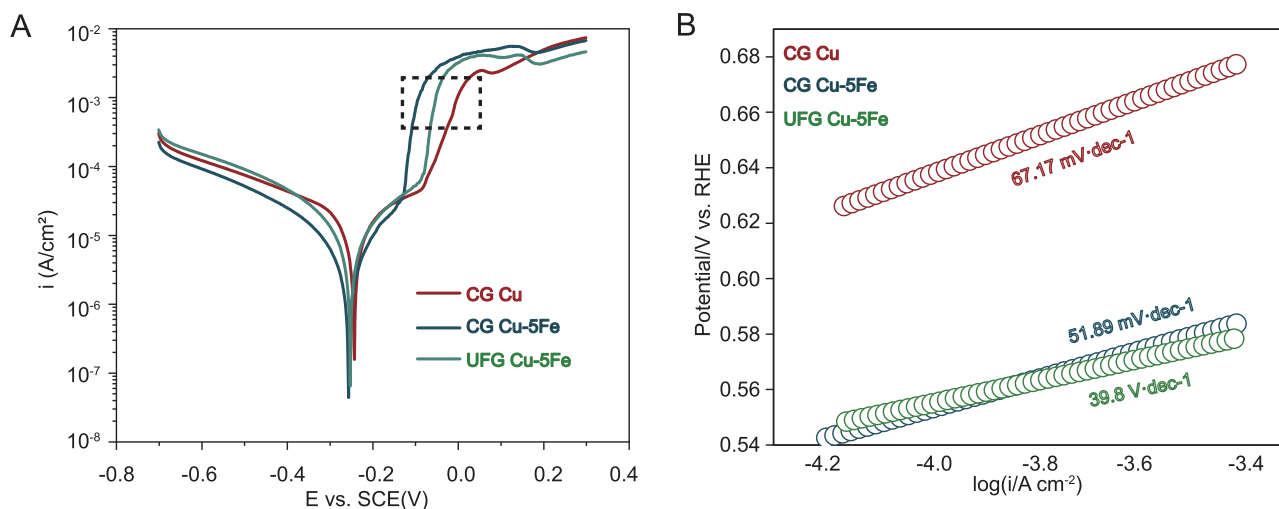 A
10⁻²
10⁻³
10⁻⁴
10⁻⁵
10⁻⁶
10⁻⁷
10⁻⁸
i (A/cm²)
CG Cu
CG Cu-5Fe
UFG Cu-5Fe
-0.8 -0.6 -0.4 -0.2 0.0 0.2 0.4
E vs. SCE(V)
B
0.68
0.66
0.64
0.62
0.60
0.58
0.56
0.54
Potential/V vs. RHE
CG Cu
CG Cu-5Fe
UFG Cu-5Fe
67.17 mV·dec-1
51.89 mV·dec-1
39.8 V·dec-1
-4.2 -4.0 -3.8 -3.6 -3.4
log(i/A cm⁻²)